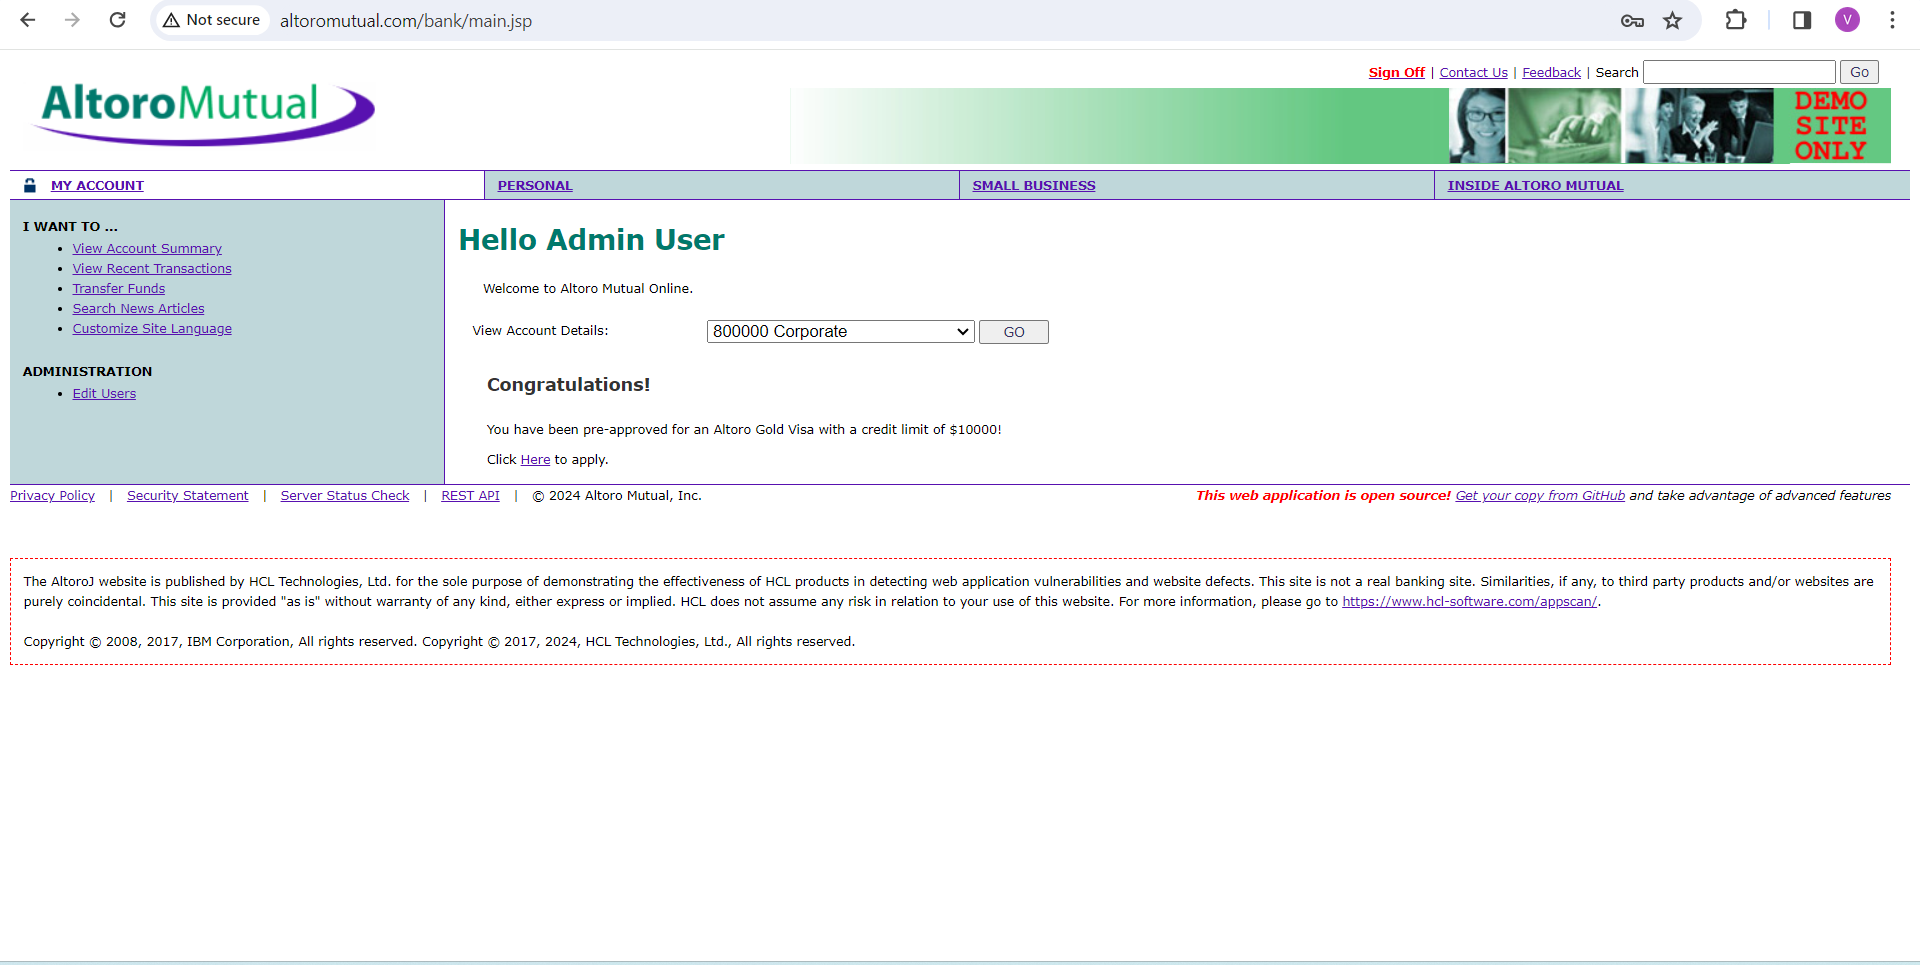 Not secure altoromutual.com/bank/main.jsp V
Sign Off | Contact Us | Feedback | Search Go
AltoroMutual
DEMO
SITE
ONLY
MY ACCOUNT PERSONAL SMALL BUSINESS INSIDE ALTORO MUTUAL
I WANT TO ...
• View Account Summary
• View Recent Transactions
• Transfer Funds
• Search News Articles
• Customize Site Language
ADMINISTRATION
• Edit Users
Hello Admin User
Welcome to Altoro Mutual Online.
View Account Details: 800000 Corporate GO
Congratulations!
You have been pre-approved for an Altoro Gold Visa with a credit limit of $10000!
Click Here to apply.
Privacy Policy | Security Statement | Server Status Check | REST API | © 2024 Altoro Mutual, Inc. This web application is open source! Get your copy from GitHub and take advantage of advanced features
The AltoroJ website is published by HCL Technologies, Ltd. for the sole purpose of demonstrating the effectiveness of HCL products in detecting web application vulnerabilities and website defects. This site is not a real banking site. Similarities, if any, to third party products and/or websites are
purely coincidental. This site is provided "as is" without warranty of any kind, either express or implied. HCL does not assume any risk in relation to your use of this website. For more information, please go to https://www.hcl-software.com/appscan/.
Copyright © 2008, 2017, IBM Corporation, All rights reserved. Copyright © 2017, 2024, HCL Technologies, Ltd., All rights reserved.